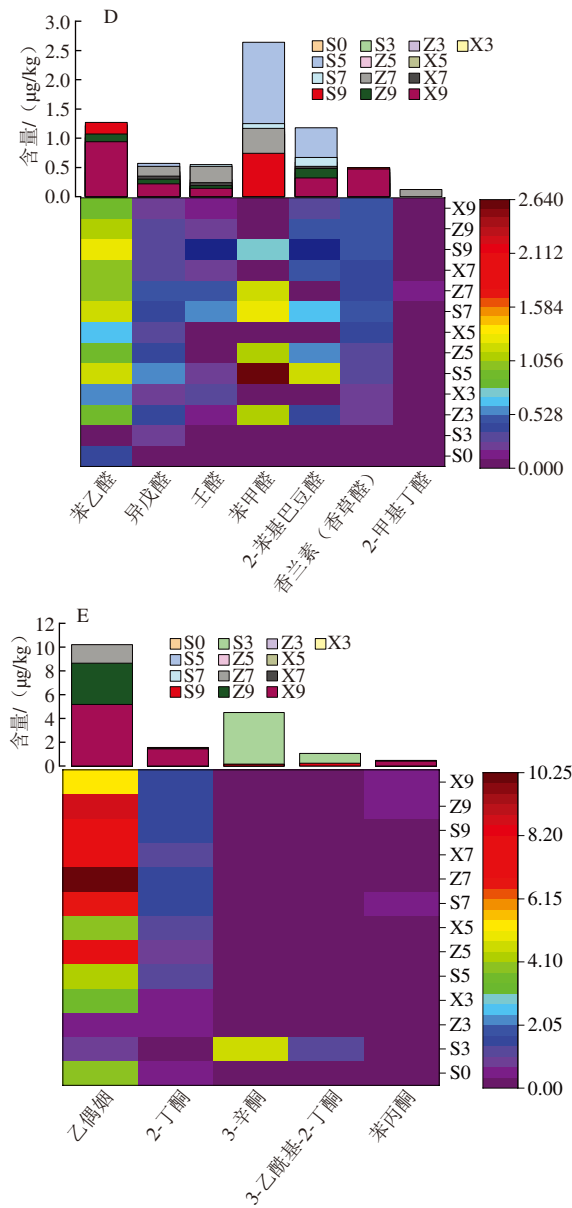 D
含量/（μg/kg）
3.0
2.5
2.0
1.5
1.0
0.5
0.0
S0 S3 Z3 X3
S5 Z5 X5
S7 Z7 X7
S9 Z9 X9
X9
Z9
S9
X7
Z7
S7
X5
Z5
S5
X3
Z3
S3
S0
2.640
2.112
1.584
1.056
0.528
0.000
苯乙醛
异戊醛
壬醛
苯甲醛
2-苯基巴豆醛
香兰素（香草醛）
2-甲基丁醛
E
含量/（μg/kg）
12
10
8
6
4
2
0
S0 S3 Z3 X3
S5 Z5 X5
S7 Z7 X7
S9 Z9 X9
X9
Z9
S9
X7
Z7
S7
X5
Z5
S5
X3
Z3
S3
S0
10.25
8.20
6.15
4.10
2.05
0.00
乙偶姻
2-丁酮
3-辛酮
3-乙酰基-2-丁酮
苯丙酮